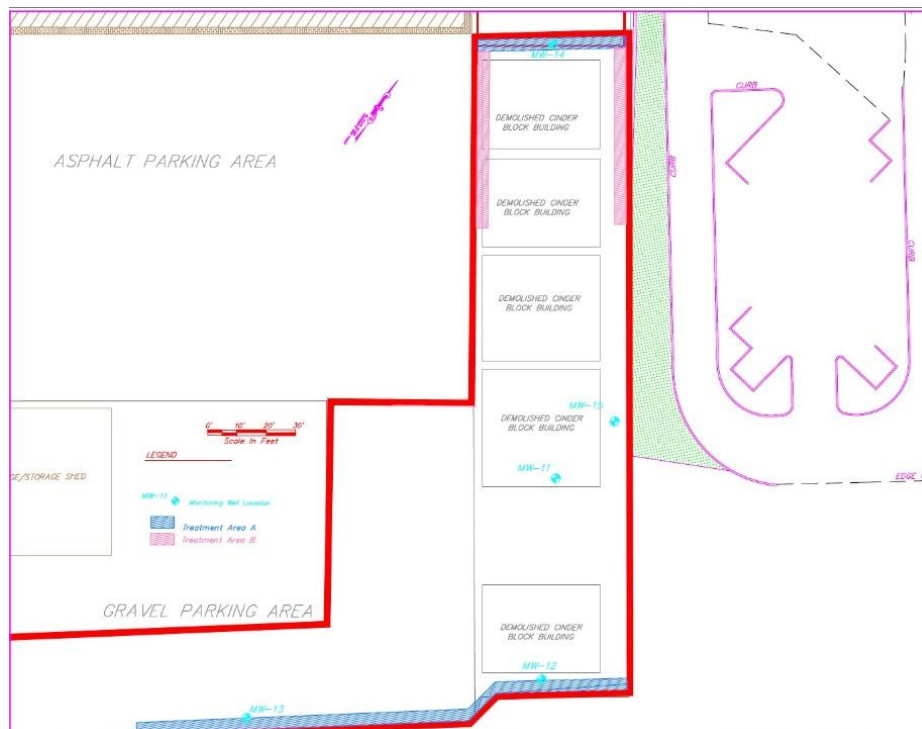 MW-14
CURB
DEMOLISHED CINDER
BLOCK BUILDING
ASPHALT PARKING AREA
CURB
DEMOLISHED CINDER
BLOCK BUILDING
CURB
DEMOLISHED CINDER
BLOCK BUILDING
MW-15
DEMOLISHED CINDER
BLOCK BUILDING
0' 10' 20' 30'
Scale In Feet
LEGEND
MW-11
GE/STORAGE SHED
EDGE
MW-11 Monitoring Well Location
Treatment Area A
Treatment Area B
GRAVEL PARKING AREA
DEMOLISHED CINDER
BLOCK BUILDING
MW-12
MW-13